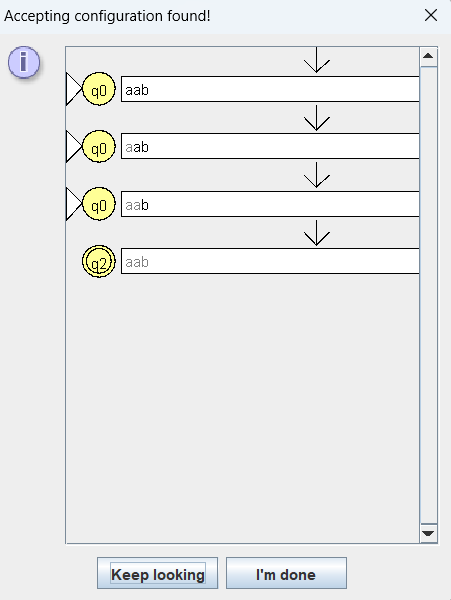 Accepting configuration found!
i
q0 aab
q0 aab
q0 aab
q2 aab
Keep looking I'm done